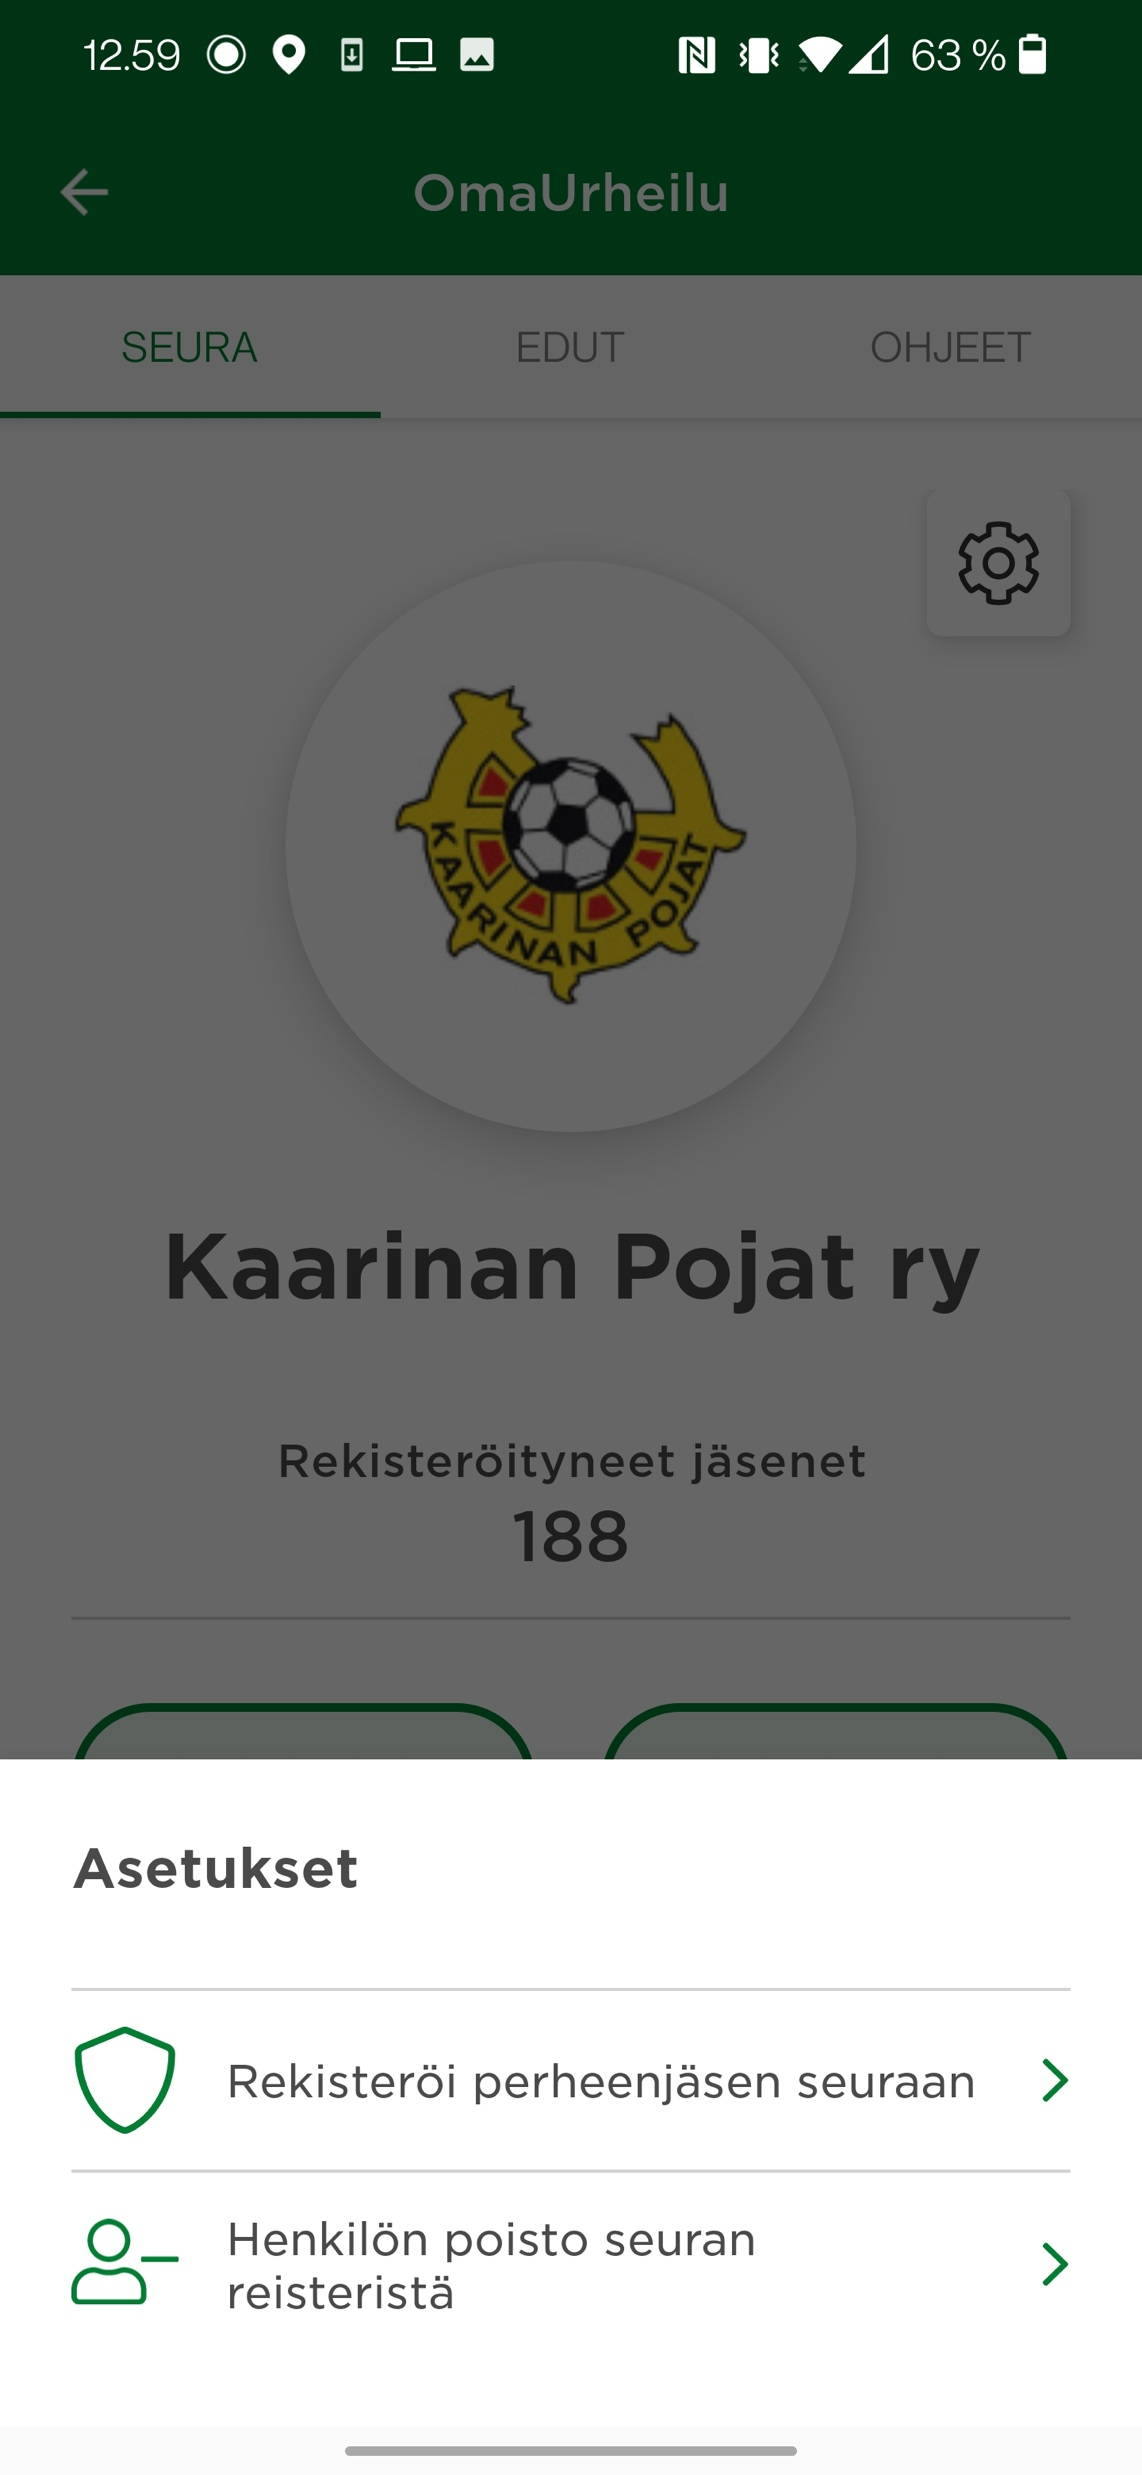 12.59
63 %
OmaUrheilu
SEURA
EDUT
OHJEET
KAARINAN POJAT
Kaarinan Pojat ry
Rekisteröityneet jäsenet
188
Asetukset
Rekisteröi perheenjäsen seuraan
Henkilön poisto seuran
reisteristä